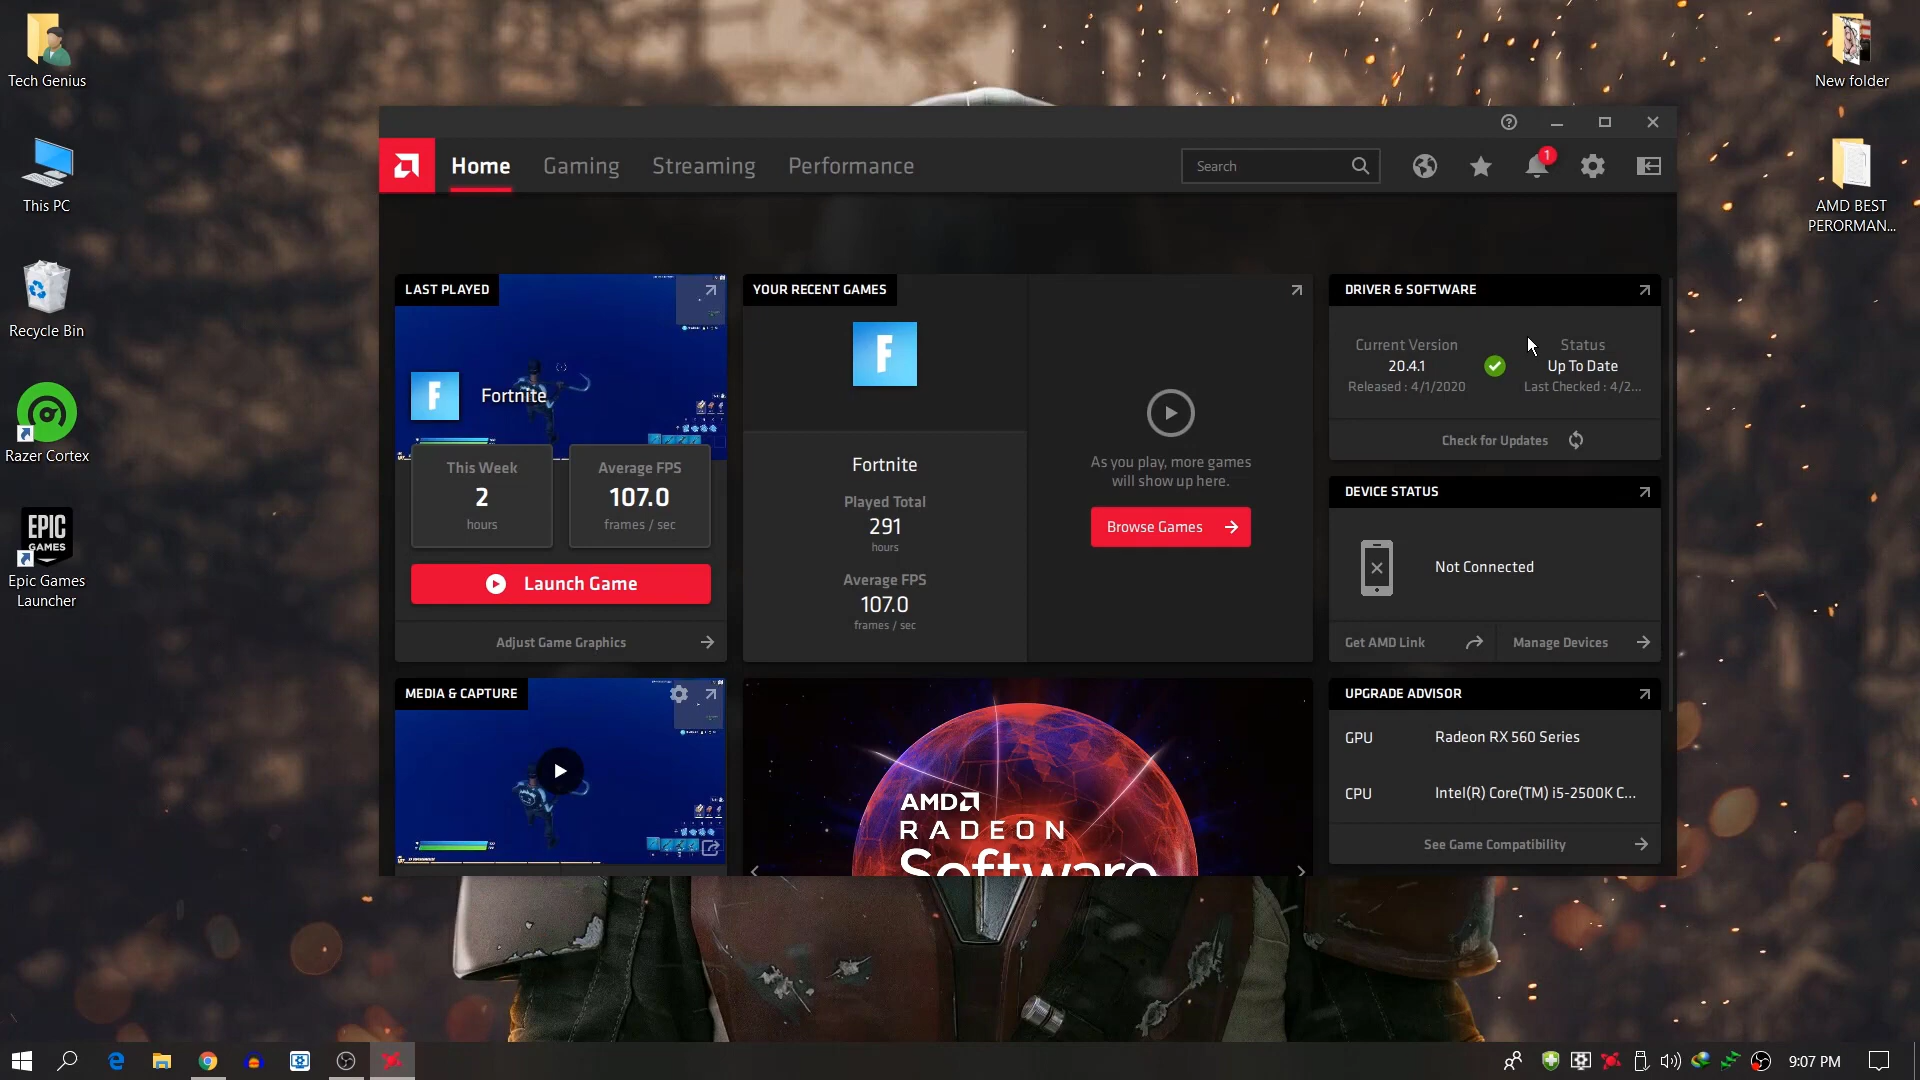 Tech Genius
This PC
Recycle Bin
Razer Cortex
EPIC
GAMES
Epic Games
Launcher
New folder
AMD BEST
PERORMAN...
Home
Gaming
Streaming
Performance
Search
1
LAST PLAYED
F
Fortnite
This Week
2
hours
Average FPS
107.0
frames / sec
Launch Game
Adjust Game Graphics
YOUR RECENT GAMES
F
Fortnite
Played Total
291
hours
Average FPS
107.0
frames / sec
As you play, more games
will show up here.
Browse Games
DRIVER & SOFTWARE
Current Version
20.4.1
Released : 4/1/2020
Status
Up To Date
Last Checked : 4/2...
Check for Updates
DEVICE STATUS
Not Connected
Get AMD Link
Manage Devices
MEDIA & CAPTURE
AMD
RADEON
Software
UPGRADE ADVISOR
GPU
Radeon RX 560 Series
CPU
Intel(R) Core(TM) i5-2500K C...
See Game Compatibility
9:07 PM